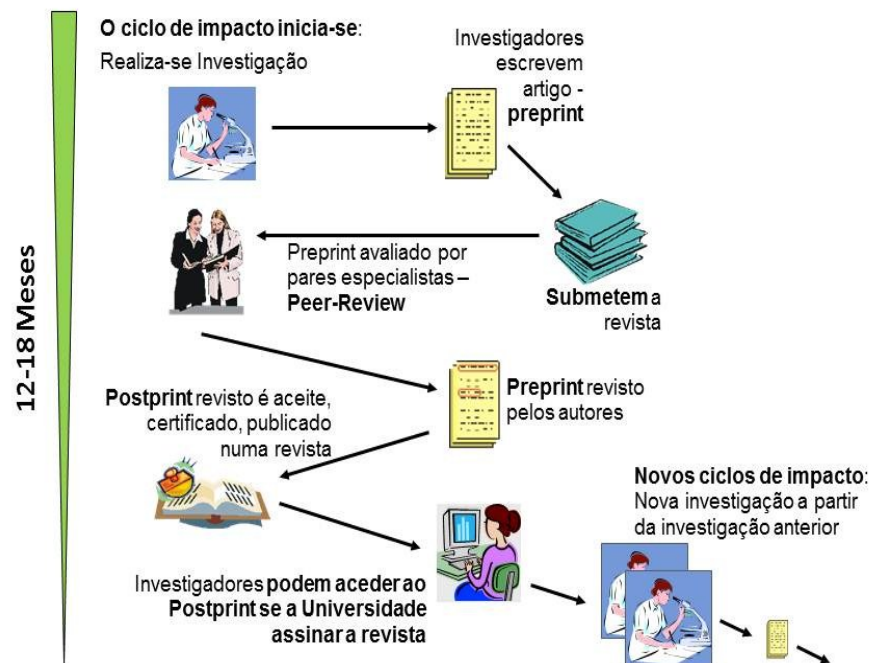 O ciclo de impacto inicia-se:
Realiza-se Investigação
Investigadores
escrevem
artigo -
preprint
Preprint avaliado por
pares especialistas –
Peer-Review
Submetem a
revista
12-18 Meses
Postprint revisto é aceite,
certificado, publicado
numa revista
Preprint revisto
pelos autores
Novos ciclos de impacto:
Nova investigação a partir
da investigação anterior
Investigadores podem aceder ao
Postprint se a Universidade
assinar a revista